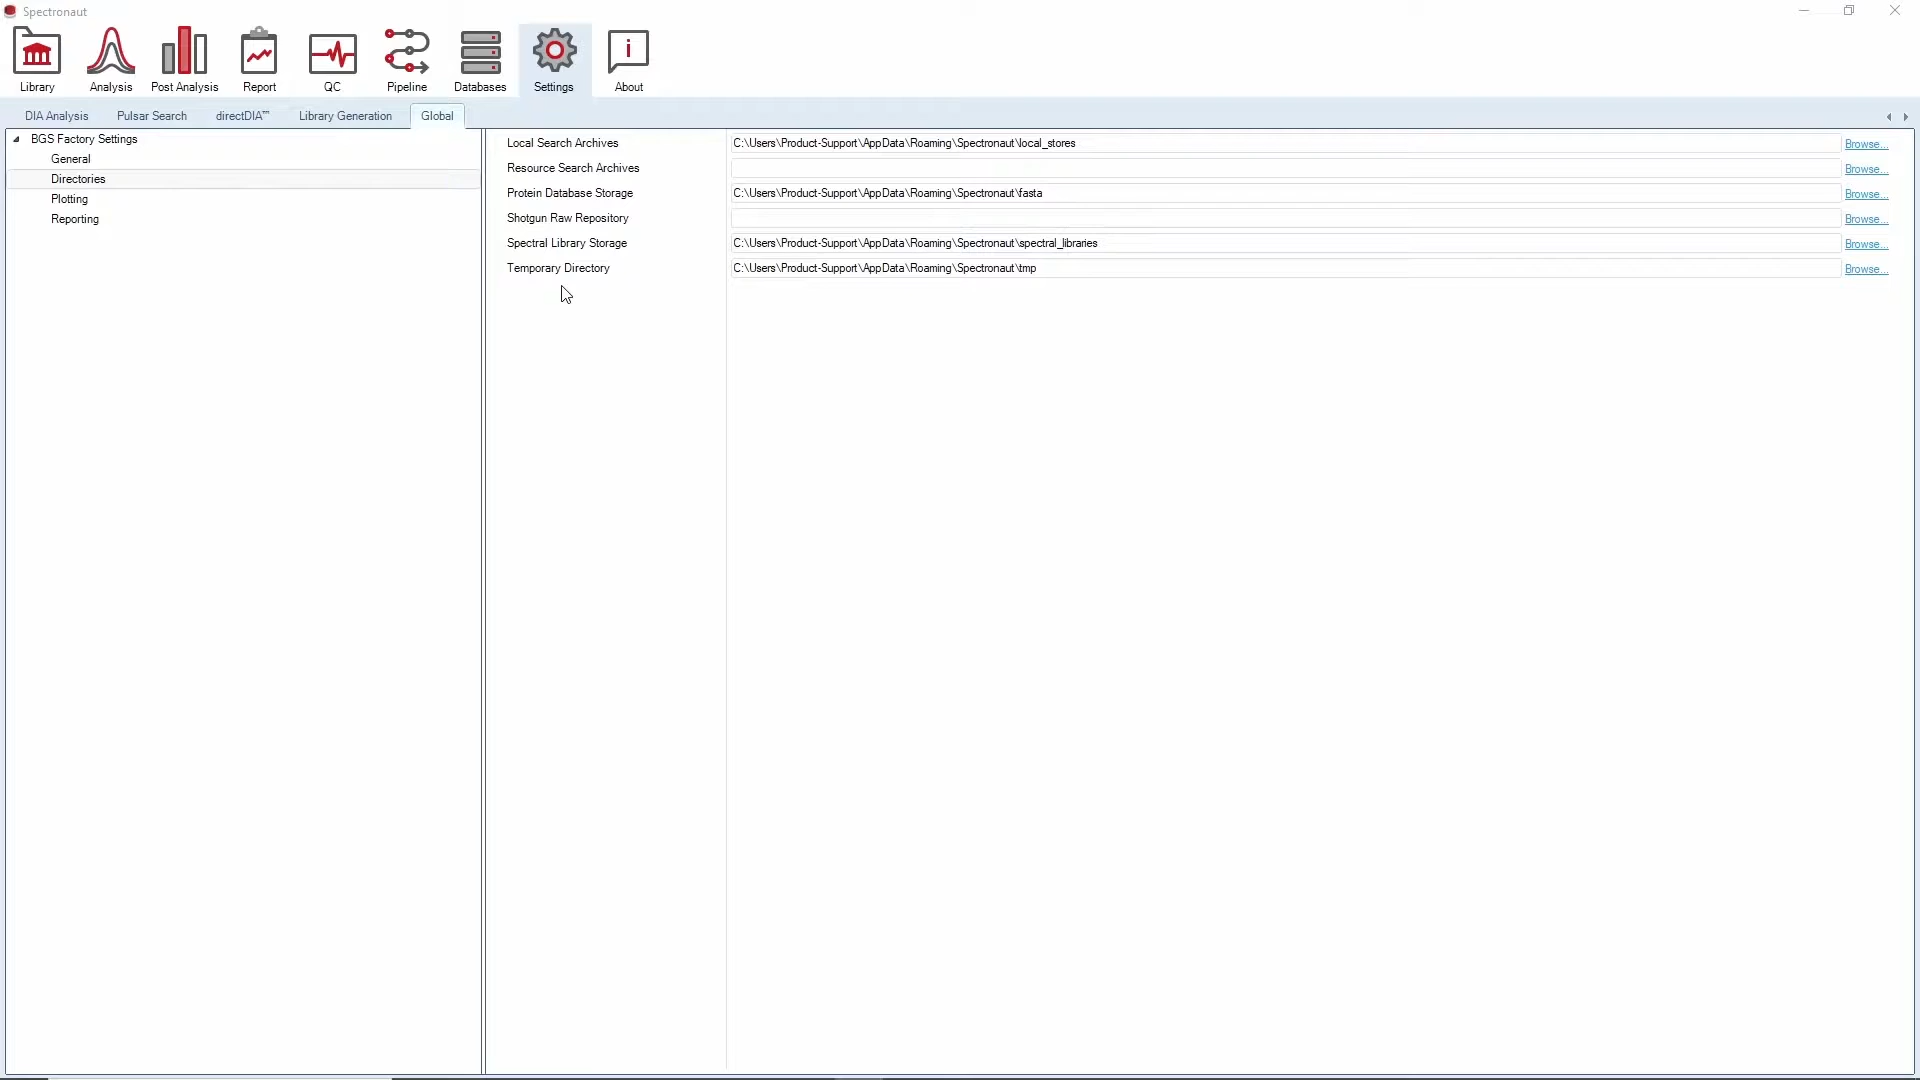 Spectronaut
Library Analysis Post Analysis Report QC Pipeline Databases Settings About
DIA Analysis Pulsar Search directDIA™ Library Generation Global
BGS Factory Settings
General
Directories
Plotting
Reporting
Local Search Archives C:\Users\Product-Support\AppData\Roaming\Spectronaut\local_stores Browse...
Resource Search Archives Browse...
Protein Database Storage C:\Users\Product-Support\AppData\Roaming\Spectronaut\fasta Browse...
Shotgun Raw Repository Browse...
Spectral Library Storage C:\Users\Product-Support\AppData\Roaming\Spectronaut\spectral_libraries Browse...
Temporary Directory C:\Users\Product-Support\AppData\Roaming\Spectronaut\tmp Browse...